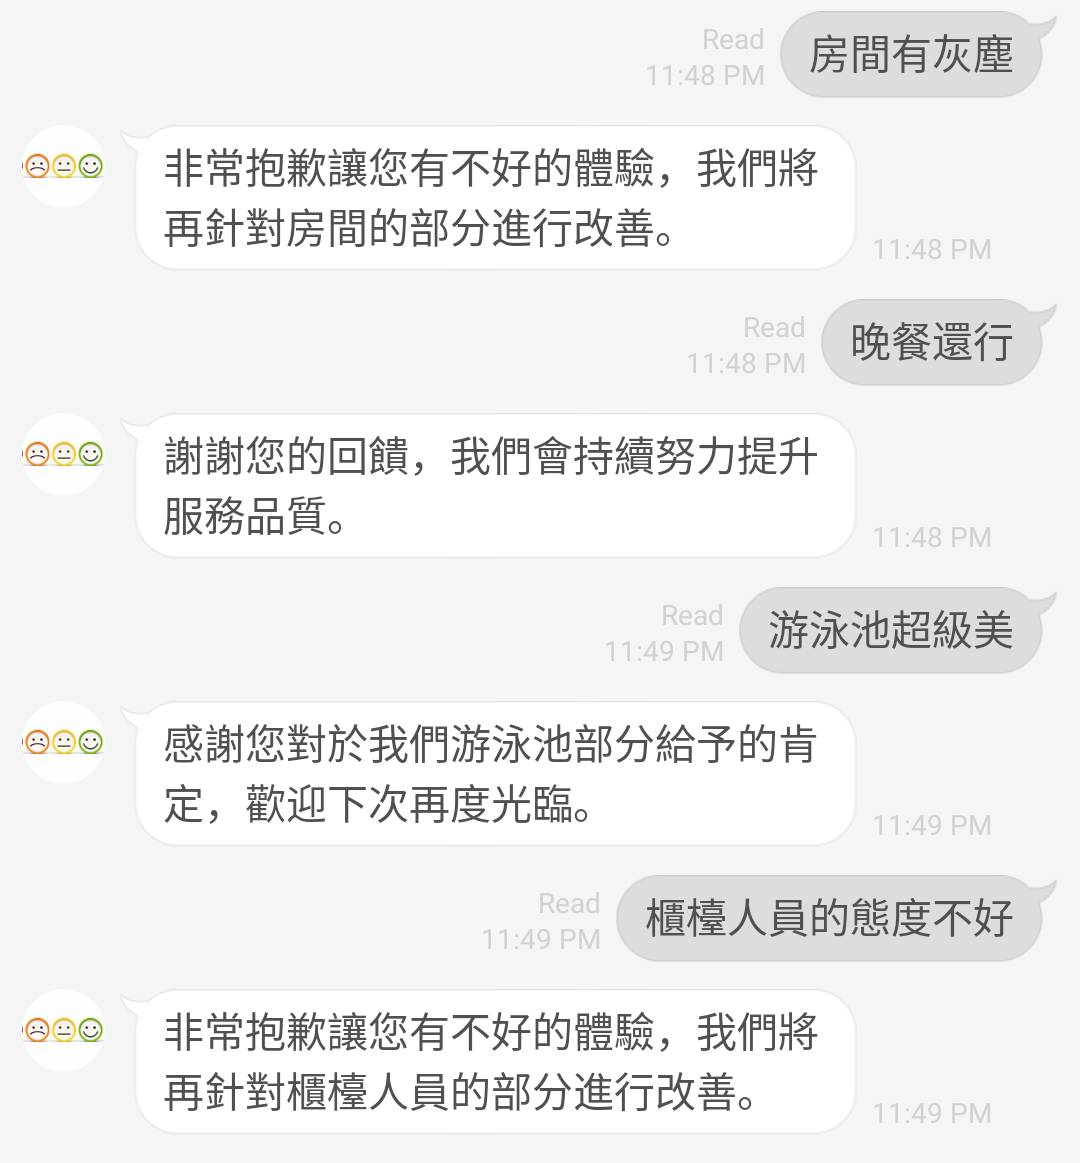 Read
11:48 PM
房間有灰塵
非常抱歉讓您有不好的體驗，我們將
再針對房間的部分進行改善。
11:48 PM
Read
11:48 PM
晚餐還行
謝謝您的回饋，我們會持續努力提升
服務品質。
11:48 PM
Read
11:49 PM
游泳池超級美
感謝您對於我們游泳池部分給予的肯
定，歡迎下次再度光臨。
11:49 PM
Read
11:49 PM
櫃檯人員的態度不好
非常抱歉讓您有不好的體驗，我們將
再針對櫃檯人員的部分進行改善。
11:49 PM